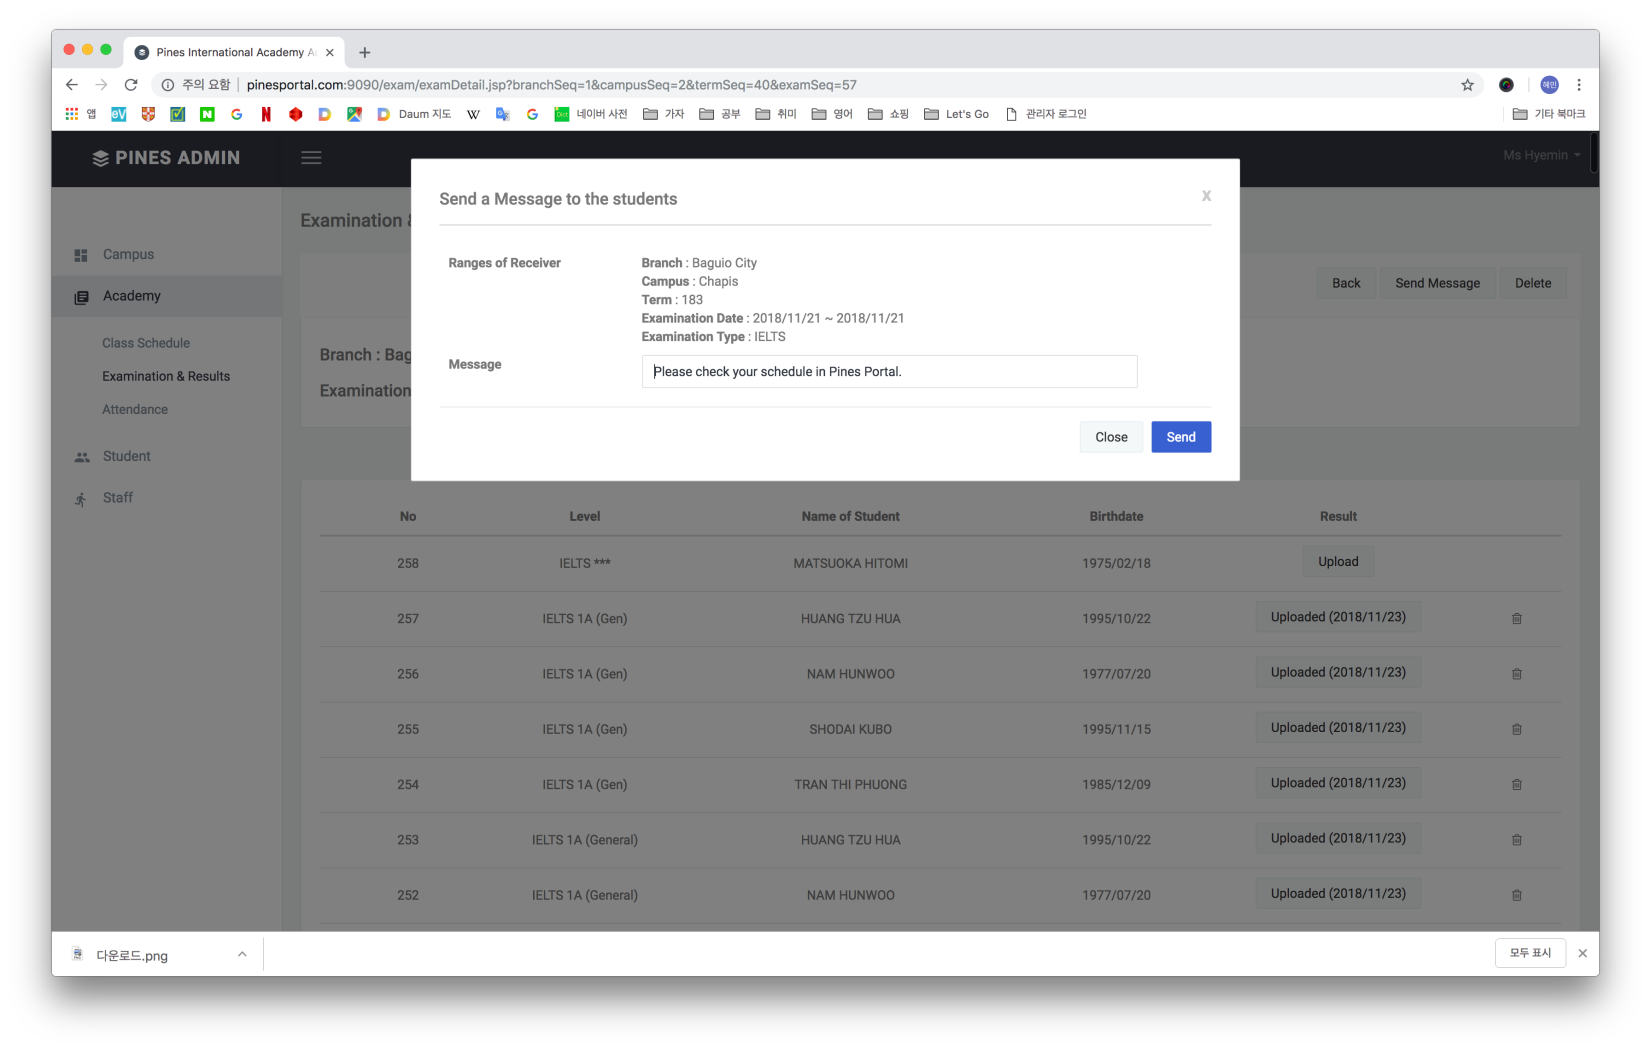 Pines International Academy A
주의 요함 pinesportal.com:9090/exam/examDetail.jsp?branchSeq=1&campusSeq=2&termSeq=40&examSeq=57
혜민
앱 eV N G N D Daum 지도 W G Dict 네이버 사전 가자 공부 취미 영어 쇼핑 Let's Go 관리자 로그인 기타 북마크
PINES ADMIN
Ms Hyemin
Send a Message to the students
x
Ranges of Receiver
Branch : Baguio City
Campus : Chapis
Term : 183
Examination Date : 2018/11/21 ~ 2018/11/21
Examination Type : IELTS
Message
Please check your schedule in Pines Portal.
Close Send
Campus
Academy
Class Schedule
Examination & Results
Attendance
Student
Staff
Examination &
Back Send Message Delete
Branch : Bag
Examination
No Level Name of Student Birthdate Result
258 IELTS *** MATSUOKA HITOMI 1975/02/18 Upload
257 IELTS 1A (Gen) HUANG TZU HUA 1995/10/22 Uploaded (2018/11/23)
256 IELTS 1A (Gen) NAM HUNWOO 1977/07/20 Uploaded (2018/11/23)
255 IELTS 1A (Gen) SHODAI KUBO 1995/11/15 Uploaded (2018/11/23)
254 IELTS 1A (Gen) TRAN THI PHUONG 1985/12/09 Uploaded (2018/11/23)
253 IELTS 1A (General) HUANG TZU HUA 1995/10/22 Uploaded (2018/11/23)
252 IELTS 1A (General) NAM HUNWOO 1977/07/20 Uploaded (2018/11/23)
다운로드.png
모두 표시